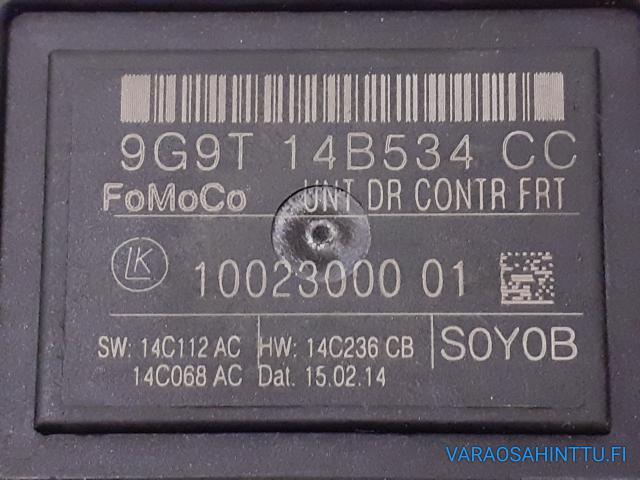 9G9T 14B534 CC
FoMoCo UNT DR CONTR FRT
LK 10023000 01
SW: 14C112 AC HW: 14C236 CB S0Y0B
14C068 AC Dat. 15.02.14
VARAOSAHINTTU.FI